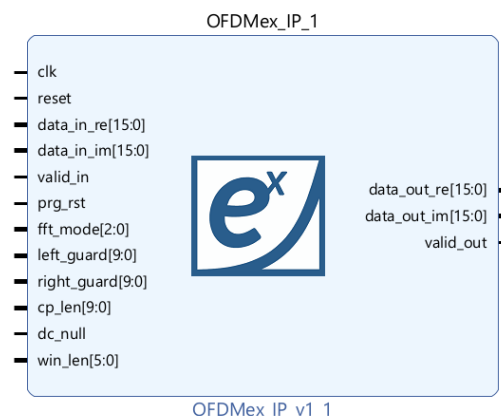 OFDMex_IP_1
clk
reset
data_in_re[15:0]
data_in_im[15:0]
valid_in
prg_rst
fft_mode[2:0]
left_guard[9:0]
right_guard[9:0]
cp_len[9:0]
dc_null
win_len[5:0]
ex
data_out_re[15:0]
data_out_im[15:0]
valid_out
OFDMex_IP_v1_1